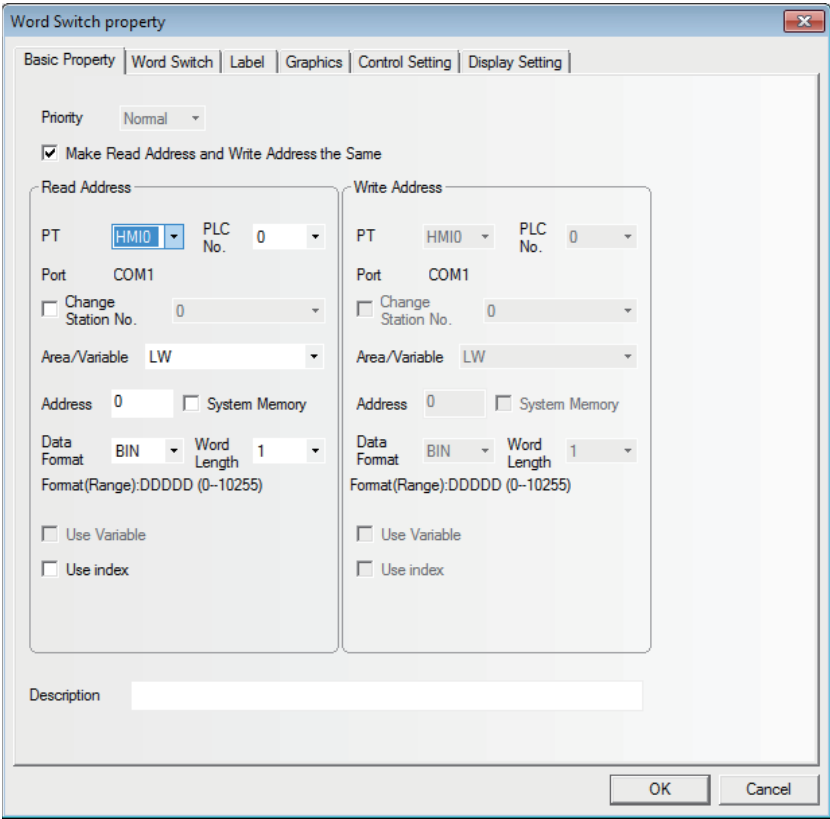 Word Switch property
Basic Property Word Switch Label Graphics Control Setting Display Setting
Priority Normal
Make Read Address and Write Address the Same
Read Address
PT HMI0 PLC No. 0
Port COM1
Change Station No. 0
Area/Variable LW
Address 0 System Memory
Data Format BIN Word Length 1
Format(Range):DDDDD (0--10255)
Use Variable
Use index
Write Address
PT HMI0 PLC No. 0
Port COM1
Change Station No. 0
Area/Variable LW
Address 0 System Memory
Data Format BIN Word Length 1
Format(Range):DDDDD (0--10255)
Use Variable
Use index
Description
OK Cancel